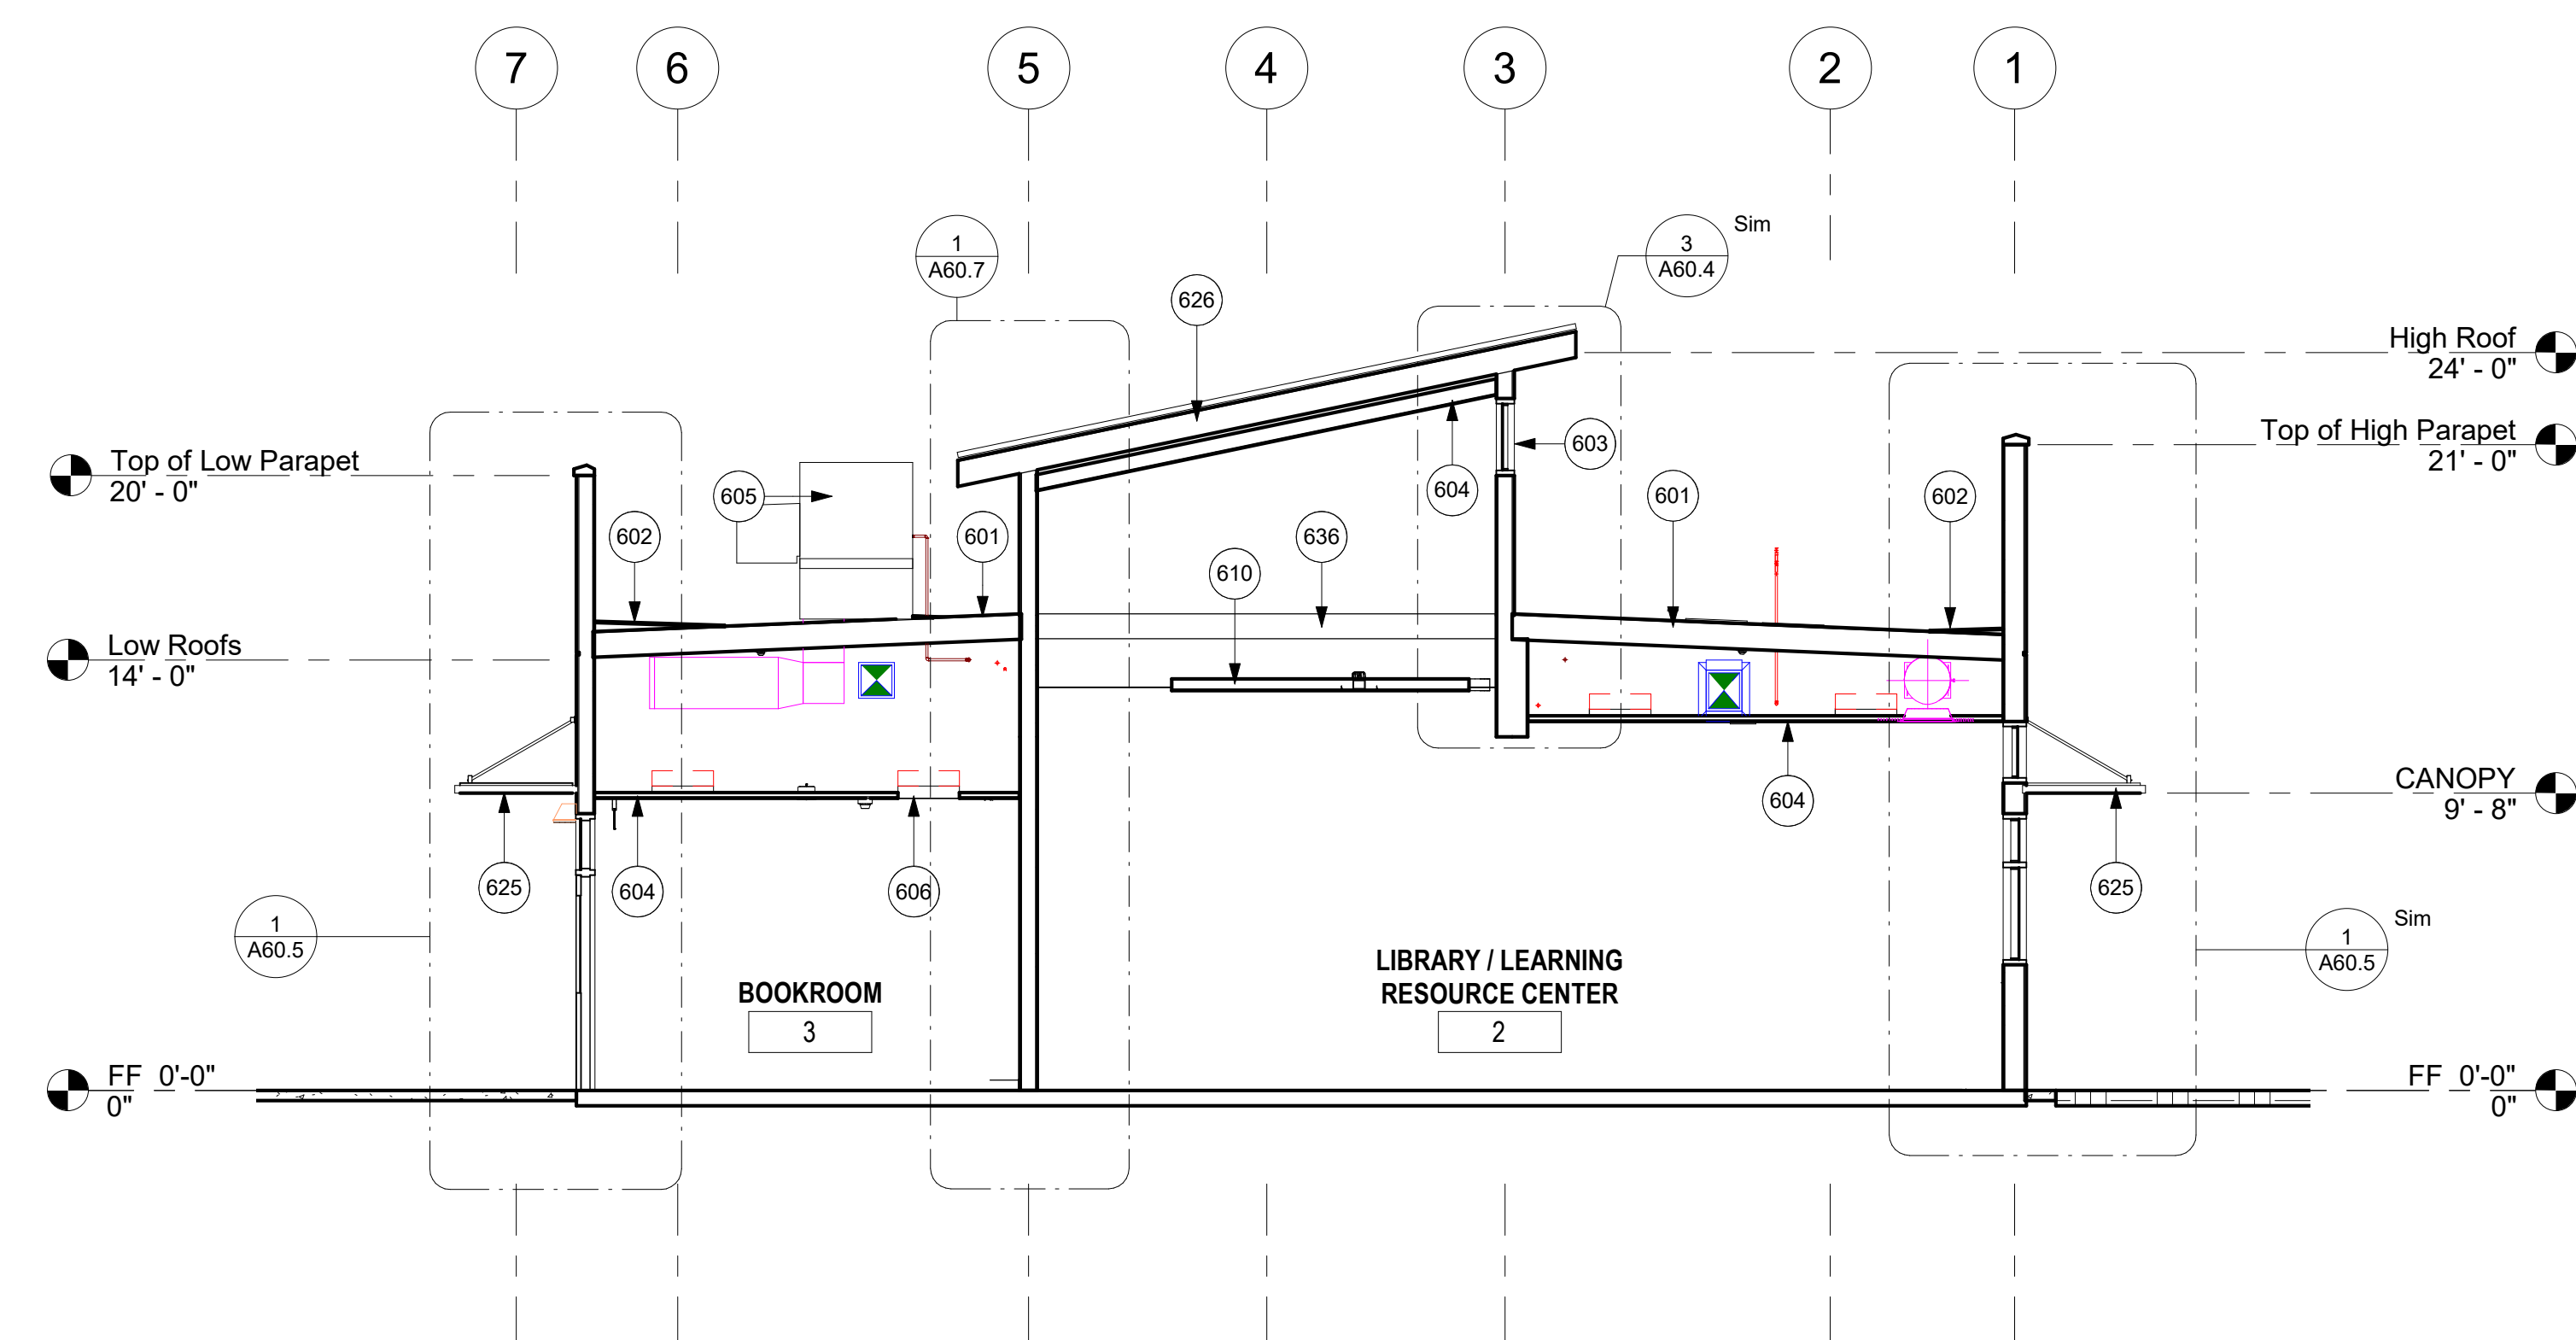 7
6
5
4
3
2
1
1
A60.7
3
A60.4
Sim
626
High Roof
24' - 0"
Top of High Parapet
21' - 0"
603
Top of Low Parapet
20' - 0"
605
604
601
602
602
601
636
610
Low Roofs
14' - 0"
CANOPY
9' - 8"
604
625
604
606
625
1
A60.5
1
A60.5
Sim
LIBRARY / LEARNING
RESOURCE CENTER
2
BOOKROOM
3
FF 0'-0"
0"
FF 0'-0"
0"